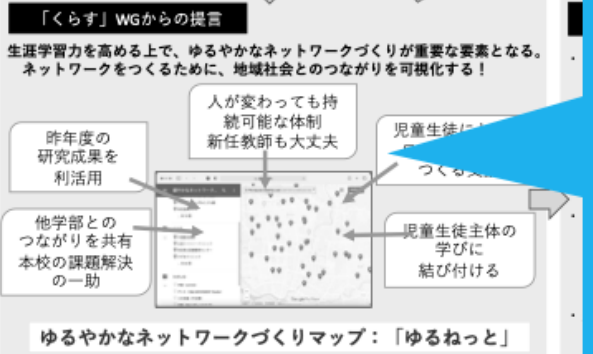 「くらす」WGからの提言
生涯学習力を高める上で、ゆるやかなネットワークづくりが重要な要素となる。
ネットワークをつくるために、地域社会とのつながりを可視化する！
人が変わっても持
続可能な体制
新任教師も大丈夫
昨年度の
研究成果を
利活用
児童生徒に
つくる
他学部との
つながりを共有
本校の課題解決
の一助
児童生徒主体の
学びに
結び付ける
ゆるやかなネットワークづくりマップ：「ゆるねっと」